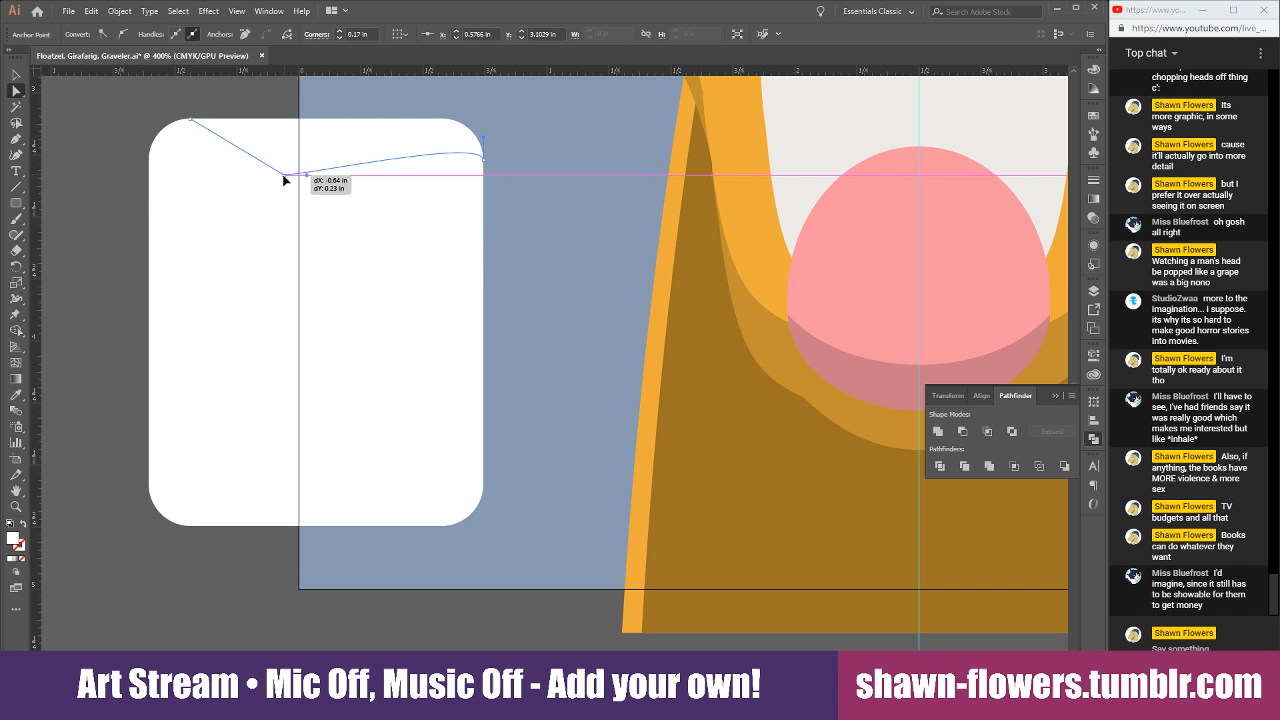 Ai File Edit Object Type Select Effect View Window Help Essentials Classic Search Adobe Stock
Anchor Point Convert: Handles: Anchors: Corners: 0.17 in X: 0.5766 in Y: 3.1029 in W: 0 in H: 0 in
Floatzel, Girafarig, Graveler.ai* @ 400% (CMYK/GPU Preview)
dX: -0.64 in
dY: 0.23 in
Transform Align Pathfinder
Shape Modes:
Expand
Pathfinders:
https://www...
https://www.youtube.com/live_...
Top chat
chopping heads off thing
c':
Shawn Flowers Its
more graphic, in some
ways
Shawn Flowers cause
it'll actually go into more
detail
Shawn Flowers but I
prefer it over actually
seeing it on screen
Miss Bluefrost oh gosh
all right
Shawn Flowers
Watching a man's head
be popped like a grape
was a big nono
StudioZwaa more to the
imagination... i suppose.
its why its so hard to
make good horror stories
into movies.
Shawn Flowers I'm
totally ok ready about it
tho
Miss Bluefrost I'll have to
see, I've had friends say it
was really good which
makes me interested but
like *inhale*
Shawn Flowers Also, if
anything, the books have
MORE violence & more
sex
Shawn Flowers TV
budgets and all that
Shawn Flowers Books
can do whatever they
want
Miss Bluefrost I'd
imagine, since it still has
to be showable for them
to get money
Shawn Flowers
Say something...
Art Stream • Mic Off, Music Off - Add your own!
shawn-flowers.tumblr.com